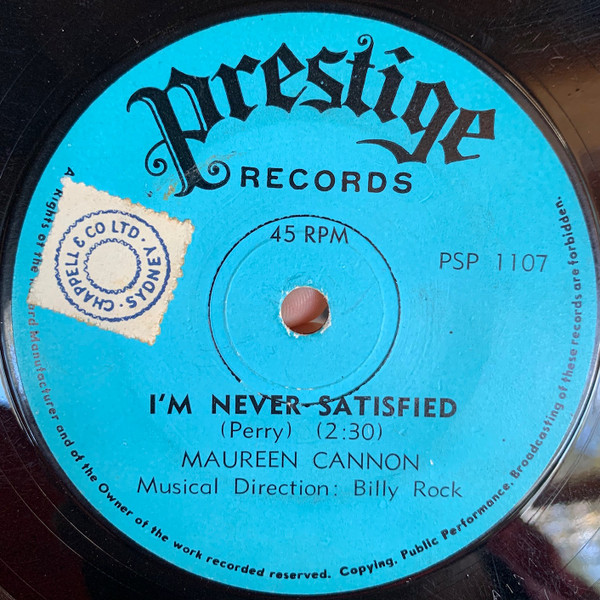 Prestige
RECORDS
45 RPM
PSP 1107
CHAPPELL & CO LTD · SYDNEY ·
I'M NEVER SATISFIED
(Perry) (2:30)
MAUREEN CANNON
Musical Direction: Billy Rock
Rights of the Manufacturer and of the Owner of the work recorded reserved. Copying, Public Performance, Broadcasting of these records are forbidden.